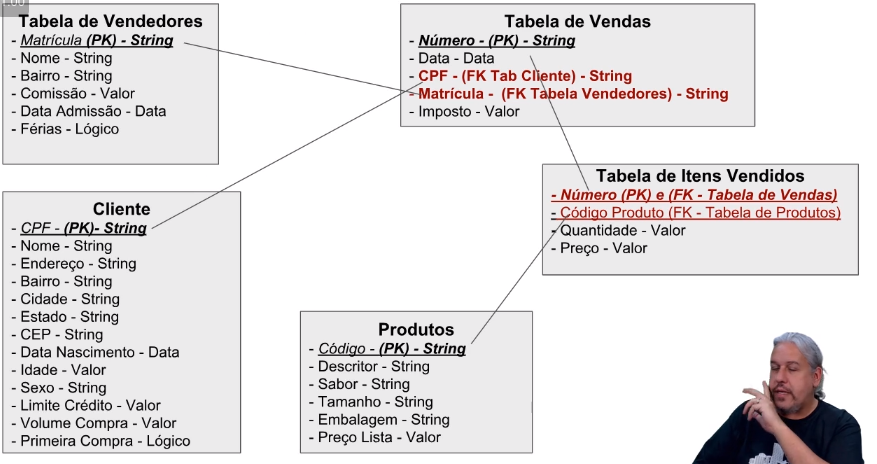 1:00
Tabela de Vendedores
- Matrícula (PK) - String
- Nome - String
- Bairro - String
- Comissão - Valor
- Data Admissão - Data
- Férias - Lógico
Tabela de Vendas
- Número - (PK) - String
- Data - Data
- CPF - (FK Tab Cliente) - String
- Matrícula - (FK Tabela Vendedores) - String
- Imposto - Valor
Tabela de Itens Vendidos
- Número (PK) e (FK - Tabela de Vendas)
- Código Produto (FK - Tabela de Produtos)
- Quantidade - Valor
- Preço - Valor
Cliente
- CPF - (PK)- String
- Nome - String
- Endereço - String
- Bairro - String
- Cidade - String
- Estado - String
- CEP - String
- Data Nascimento - Data
- Idade - Valor
- Sexo - String
- Limite Crédito - Valor
- Volume Compra - Valor
- Primeira Compra - Lógico
Produtos
- Código - (PK) - String
- Descritor - String
- Sabor - String
- Tamanho - String
- Embalagem - String
- Preço Lista - Valor